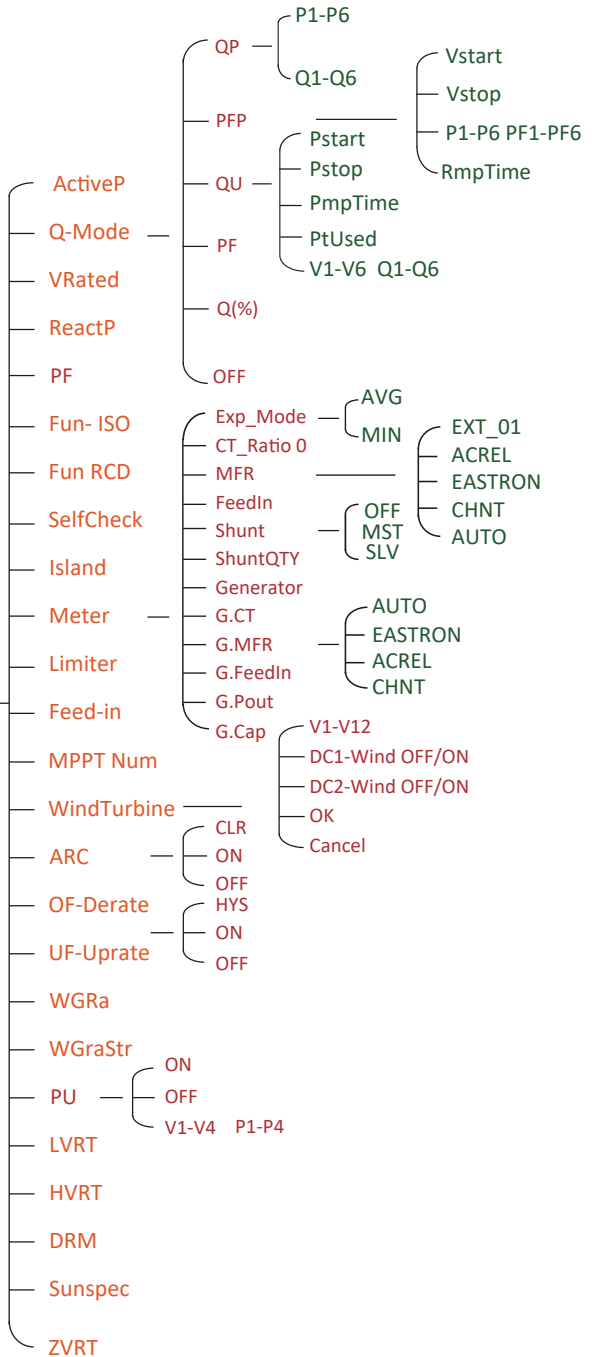 ActiveP
Q-Mode
VRated
ReactP
PF
Fun- ISO
Fun RCD
SelfCheck
Island
Meter
Limiter
Feed-in
MPPT Num
WindTurbine
ARC
OF-Derate
UF-Uprate
WGRa
WGraStr
PU
LVRT
HVRT
DRM
Sunspec
ZVRT
QP
PFP
QU
PF
Q(%)
OFF
P1-P6
Q1-Q6
Vstart
Vstop
P1-P6 PF1-PF6
RmpTime
Pstart
Pstop
PmpTime
PtUsed
V1-V6 Q1-Q6
Exp_Mode
CT_Ratio 0
MFR
FeedIn
Shunt
ShuntQTY
Generator
G.CT
G.MFR
G.FeedIn
G.Pout
G.Cap
AVG
MIN
EXT_01
ACREL
EASTRON
CHNT
AUTO
OFF
MST
SLV
AUTO
EASTRON
ACREL
CHNT
V1-V12
DC1-Wind OFF/ON
DC2-Wind OFF/ON
OK
Cancel
CLR
ON
OFF
HYS
ON
OFF
ON
OFF
V1-V4 P1-P4